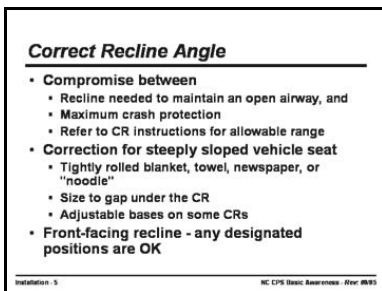 Correct Recline Angle
• Compromise between
▪ Recline needed to maintain an open airway, and
▪ Maximum crash protection
▪ Refer to CR instructions for allowable range
• Correction for steeply sloped vehicle seat
▪ Tightly rolled blanket, towel, newspaper, or
"noodle"
▪ Size to gap under the CR
▪ Adjustable bases on some CRs
• Front-facing recline - any designated
positions are OK
Installation - 5
NC CPS Basic Awareness - Rev: